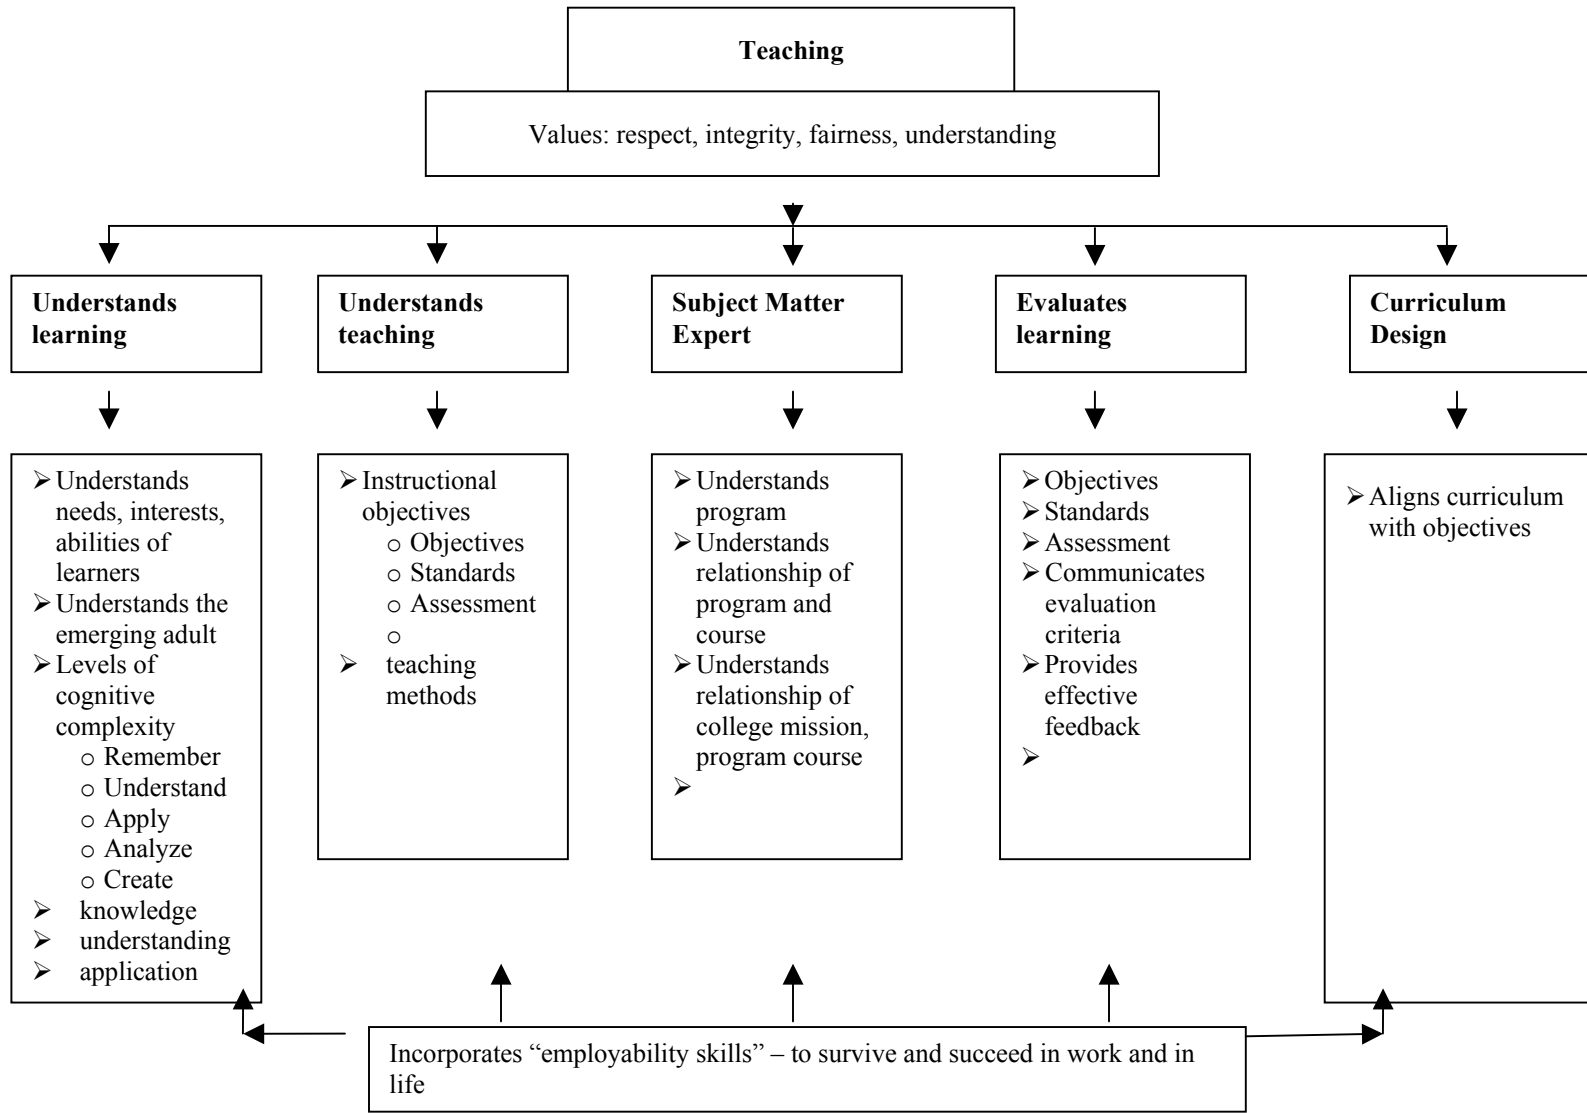 Teaching
Values: respect, integrity, fairness, understanding
Understands
learning
Understands
teaching
Subject Matter
Expert
Evaluates
learning
Curriculum
Design
➢ Understands
needs, interests,
abilities of
learners
➢ Understands the
emerging adult
➢ Levels of
cognitive
complexity
o Remember
o Understand
o Apply
o Analyze
o Create
➢ knowledge
➢ understanding
➢ application
➢ Instructional
objectives
o Objectives
o Standards
o Assessment
o
➢ teaching
methods
➢ Understands
program
➢ Understands
relationship of
program and
course
➢ Understands
relationship of
college mission,
program course
➢
➢ Objectives
➢ Standards
➢ Assessment
➢ Communicates
evaluation
criteria
➢ Provides
effective
feedback
➢
➢ Aligns curriculum
with objectives
Incorporates “employability skills” – to survive and succeed in work and in
life